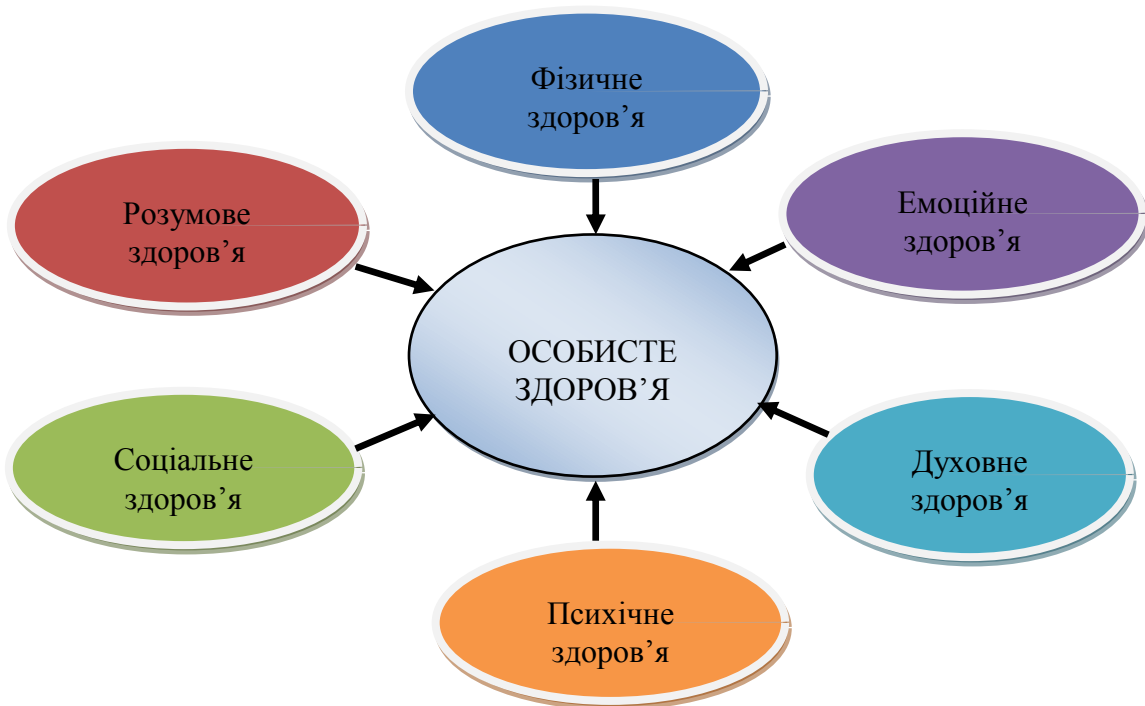 Фізичне
здоров’я
Розумове
здоров’я
Емоційне
здоров’я
ОСОБИСТЕ
ЗДОРОВ’Я
Соціальне
здоров’я
Духовне
здоров’я
Психічне
здоров’я